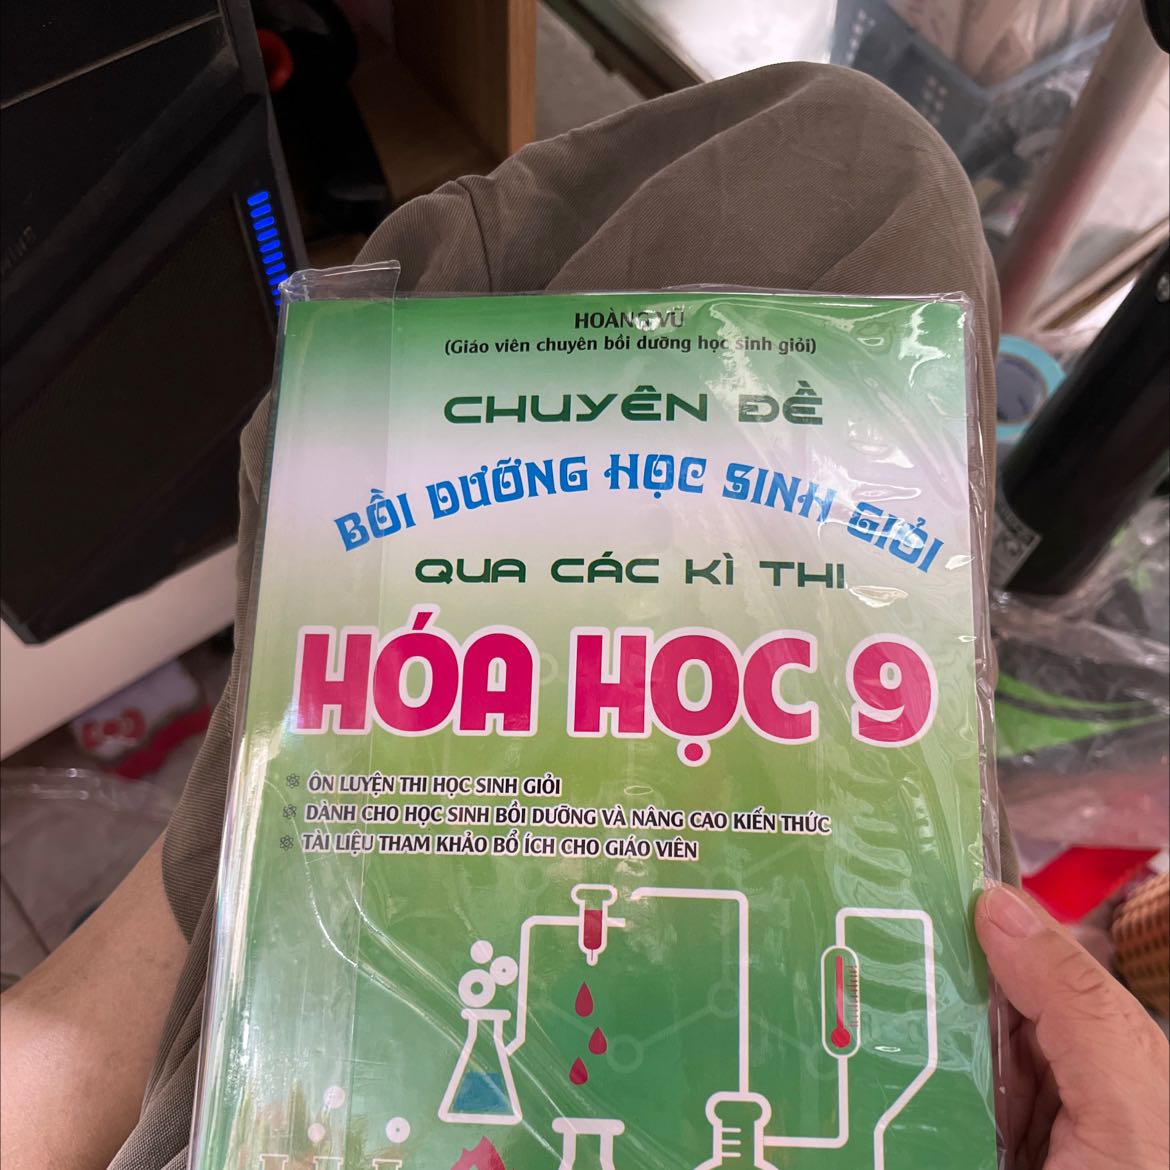 HOÀNG VŨ
(Giáo viên chuyên bồi dưỡng học sinh giỏi)
CHUYÊN ĐỀ
BỒI DƯỠNG HỌC SINH GIỎI
QUA CÁC KÌ THI
HÓA HỌC 9
ÔN LUYỆN THI HỌC SINH GIỎI
DÀNH CHO HỌC SINH BỒI DƯỠNG VÀ NÂNG CAO KIẾN THỨC
TÀI LIỆU THAM KHẢO BỔ ÍCH CHO GIÁO VIÊN